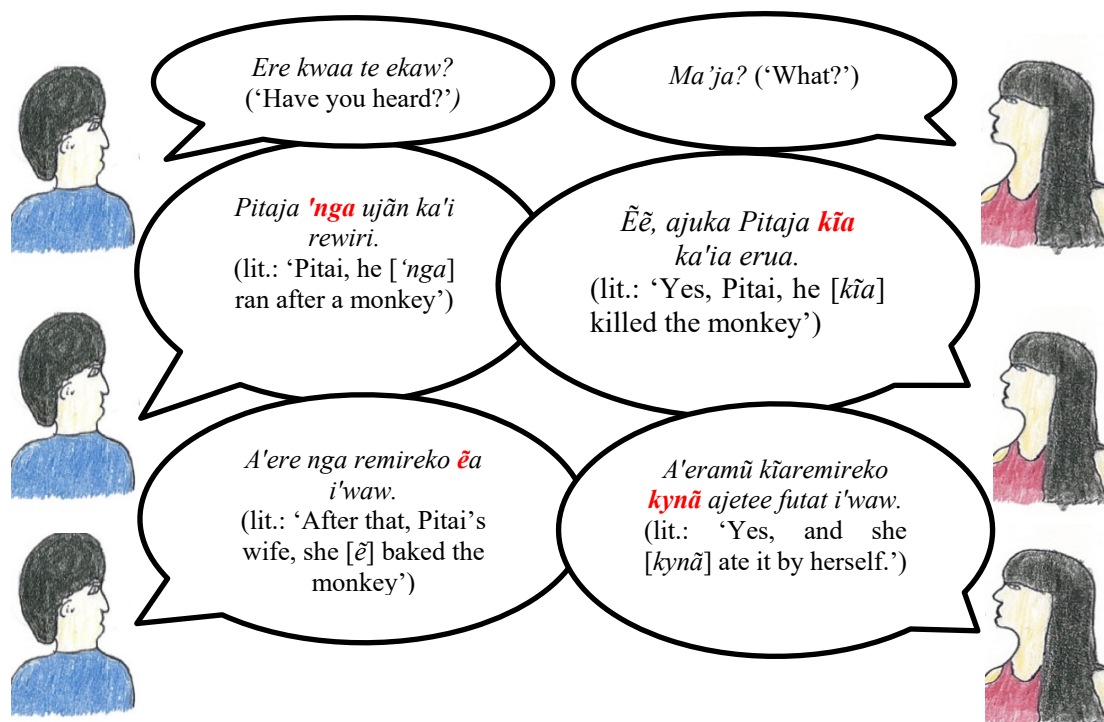 Ere kwaa te ekaw?
(‘Have you heard?’)
Ma’ja? (‘What?’)
Pitaja 'nga ujãn ka'i
rewiri.
(lit.: ‘Pitai, he [‘nga]
ran after a monkey’)
Ẽẽ, ajuka Pitaja kĩa
ka'ia erua.
(lit.: ‘Yes, Pitai, he [kĩa]
killed the monkey’)
A'ere nga remireko ẽa
i'waw.
(lit.: ‘After that, Pitai’s
wife, she [ẽ] baked the
monkey’)
A'eramũ kĩaremireko
kynã ajetee futat i'waw.
(lit.: ‘Yes, and she
[kynã] ate it by herself.’)